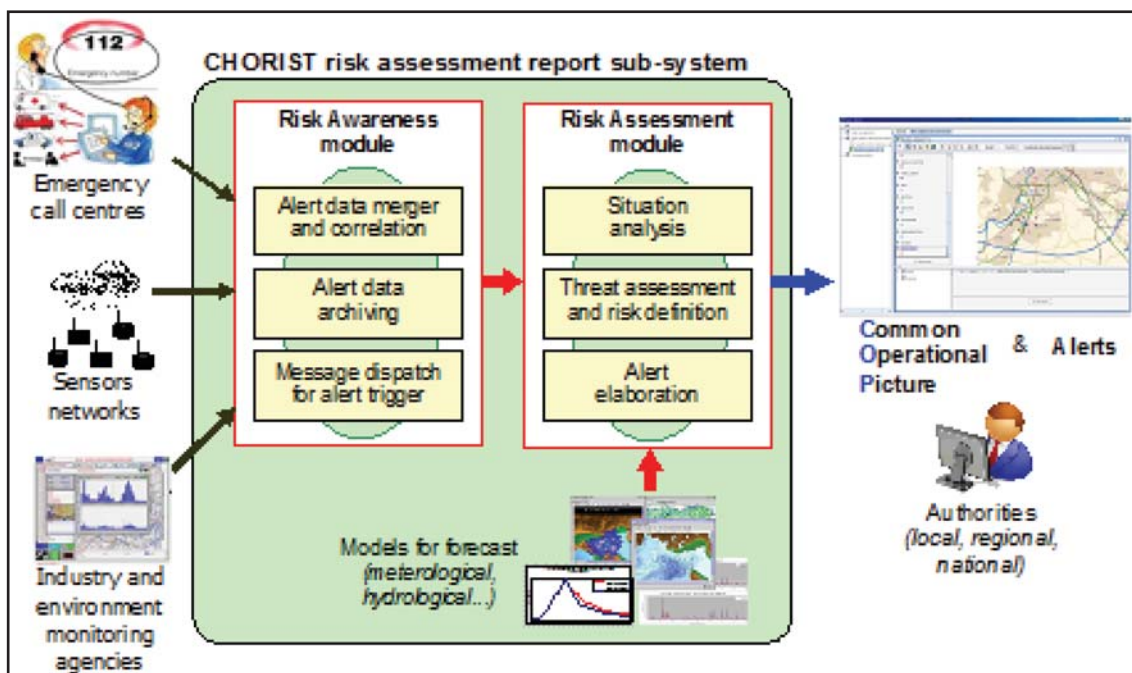 112
Emergency number
Emergency
call centres
Sensors
networks
Industry and
environment
monitoring
agencies
CHORIST risk assessment report sub-system
Risk Awareness
module
Alert data merger
and correlation
Alert data
archiving
Message dispatch
for alert trigger
Risk Assessment
module
Situation
analysis
Threat assessment
and risk definition
Alert
elaboration
Models for forecast
(meterological,
hydrological...)
Common
Operational
Picture
& Alerts
Authorities
(local, regional,
national)